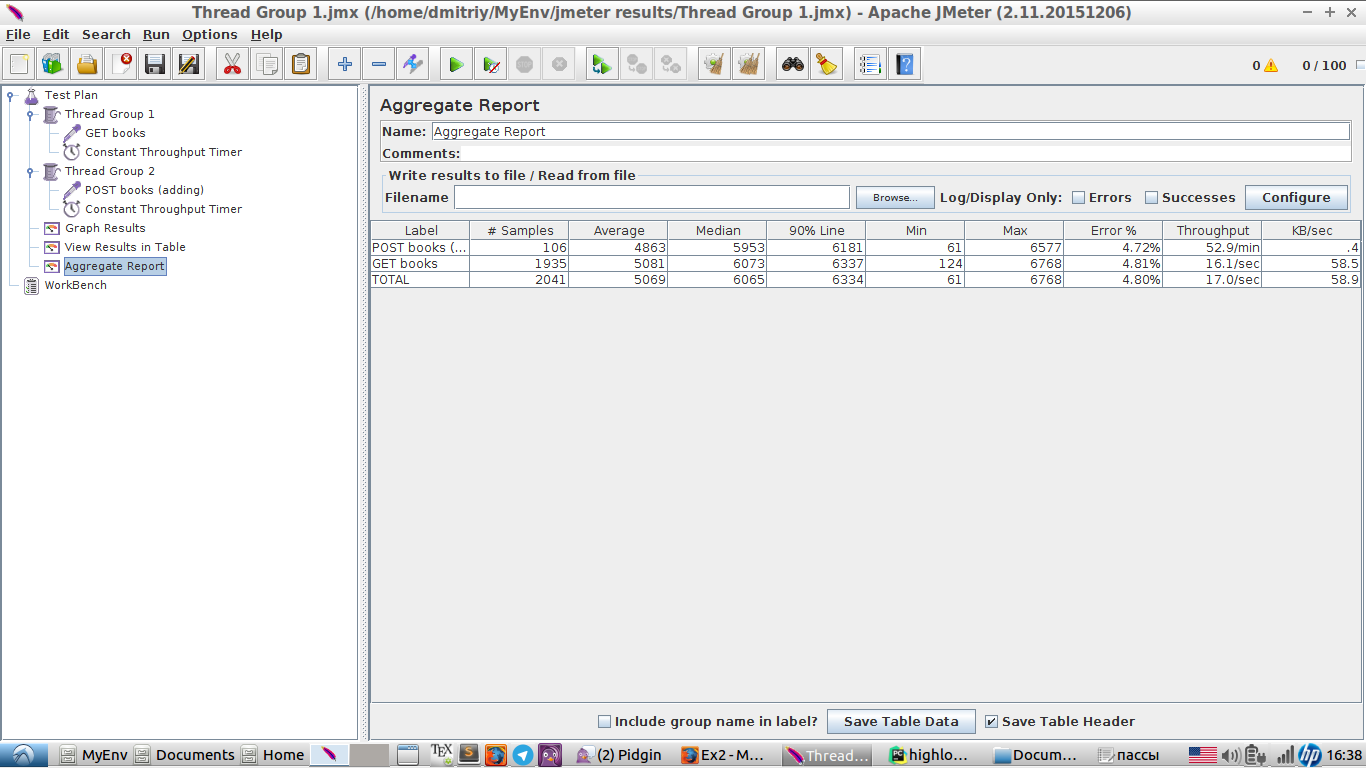 Thread Group 1.jmx (/home/dmitriy/MyEnv/jmeter results/Thread Group 1.jmx) - Apache JMeter (2.11.20151206)
File Edit Search Run Options Help
0 0 / 100
Test Plan
Thread Group 1
GET books
Constant Throughput Timer
Thread Group 2
POST books (adding)
Constant Throughput Timer
Graph Results
View Results in Table
Aggregate Report
WorkBench
Aggregate Report
Name: Aggregate Report
Comments:
Write results to file / Read from file
Filename Browse... Log/Display Only: Errors Successes Configure
Label # Samples Average Median 90% Line Min Max Error % Throughput KB/sec
POST books (... 106 4863 5953 6181 61 6577 4.72% 52.9/min .4
GET books 1935 5081 6073 6337 124 6768 4.81% 16.1/sec 58.5
TOTAL 2041 5069 6065 6334 61 6768 4.80% 17.0/sec 58.9
Include group name in label? Save Table Data Save Table Header
MyEnv Documents Home TEX S (2) Pidgin Ex2 - M... Thread... PC highlo... Docum... пассы hp 16:38